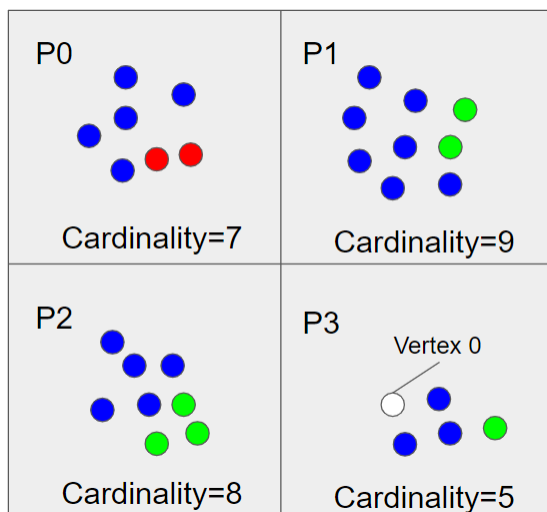 P0
Cardinality=7
P1
Cardinality=9
P2
Cardinality=8
P3
Vertex 0
Cardinality=5